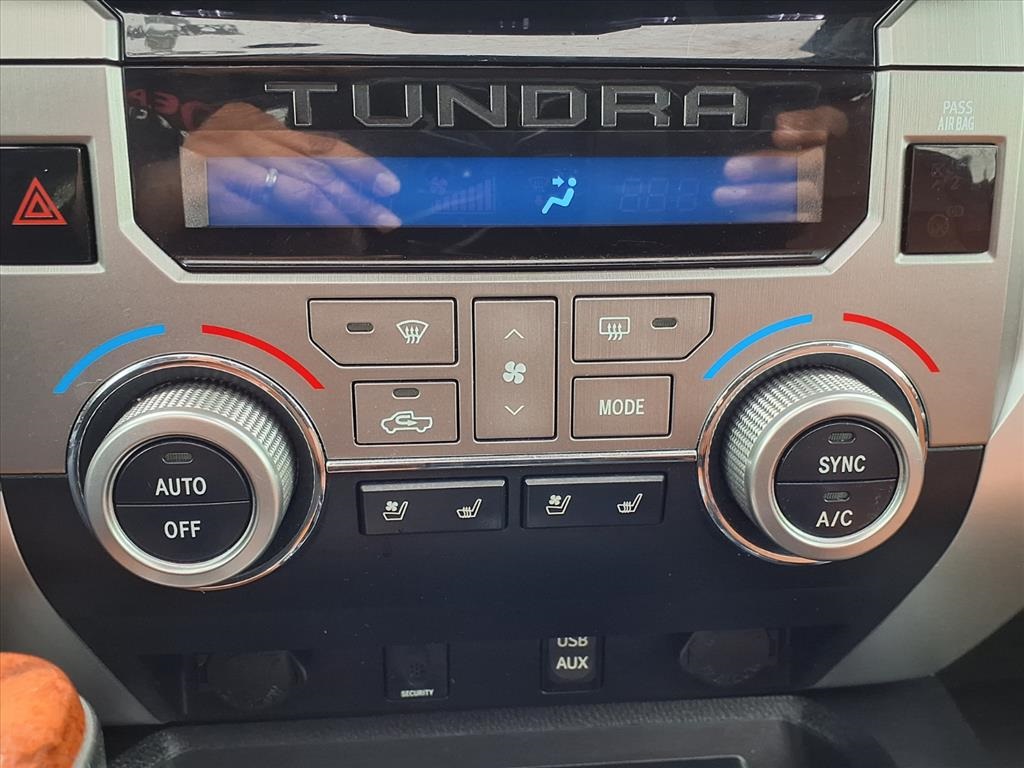 TUNDRA
PASS
AIR BAG
MODE
AUTO
OFF
SYNC
A/C
USB
AUX
SECURITY